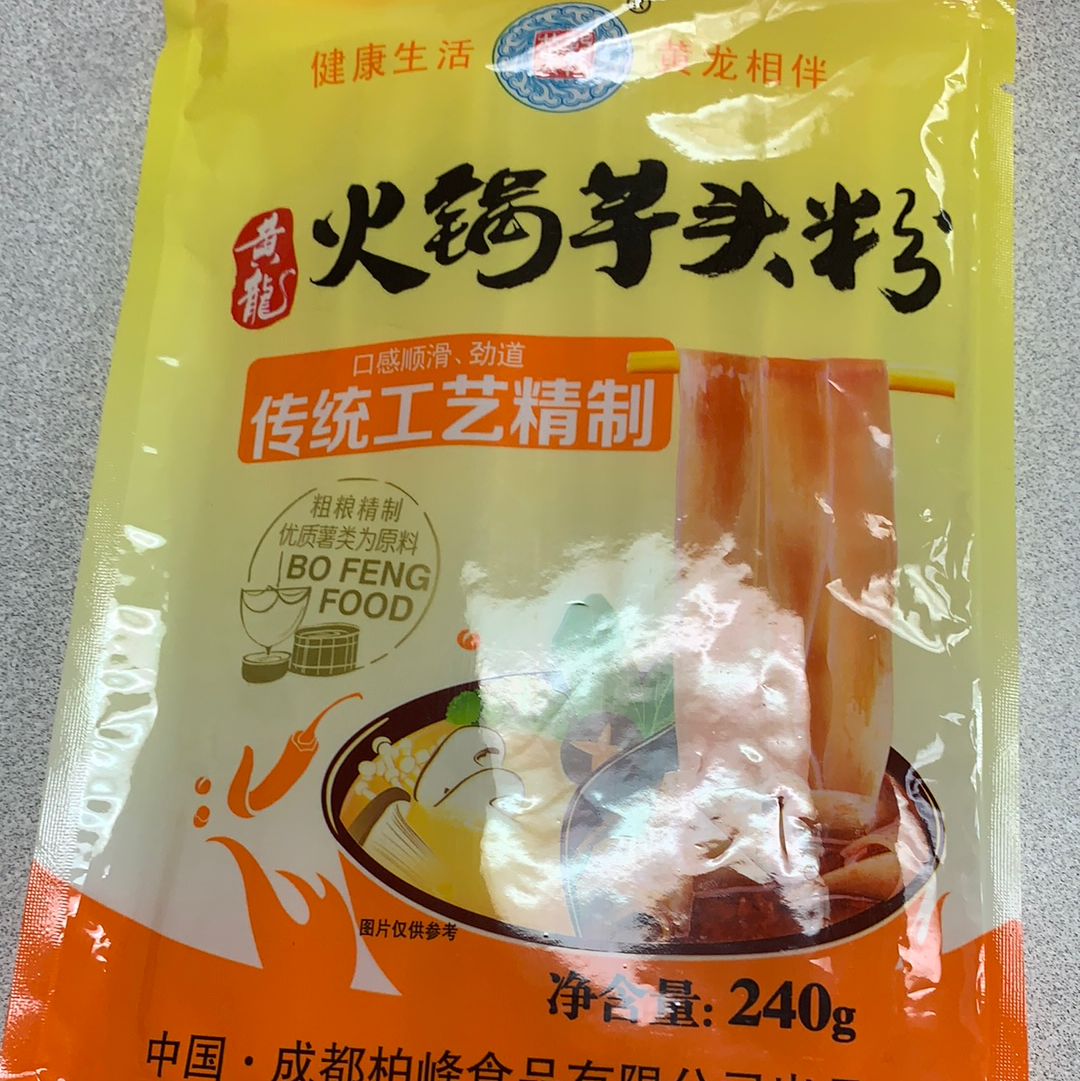 健康生活
黄龙相伴
®
黄龍
火锅芋头粉
口感顺滑、劲道
传统工艺精制
粗粮精制
优质薯类为原料
BO FENG
FOOD
图片仅供参考
净含量: 240g
中国·成都柏峰食品有限公司